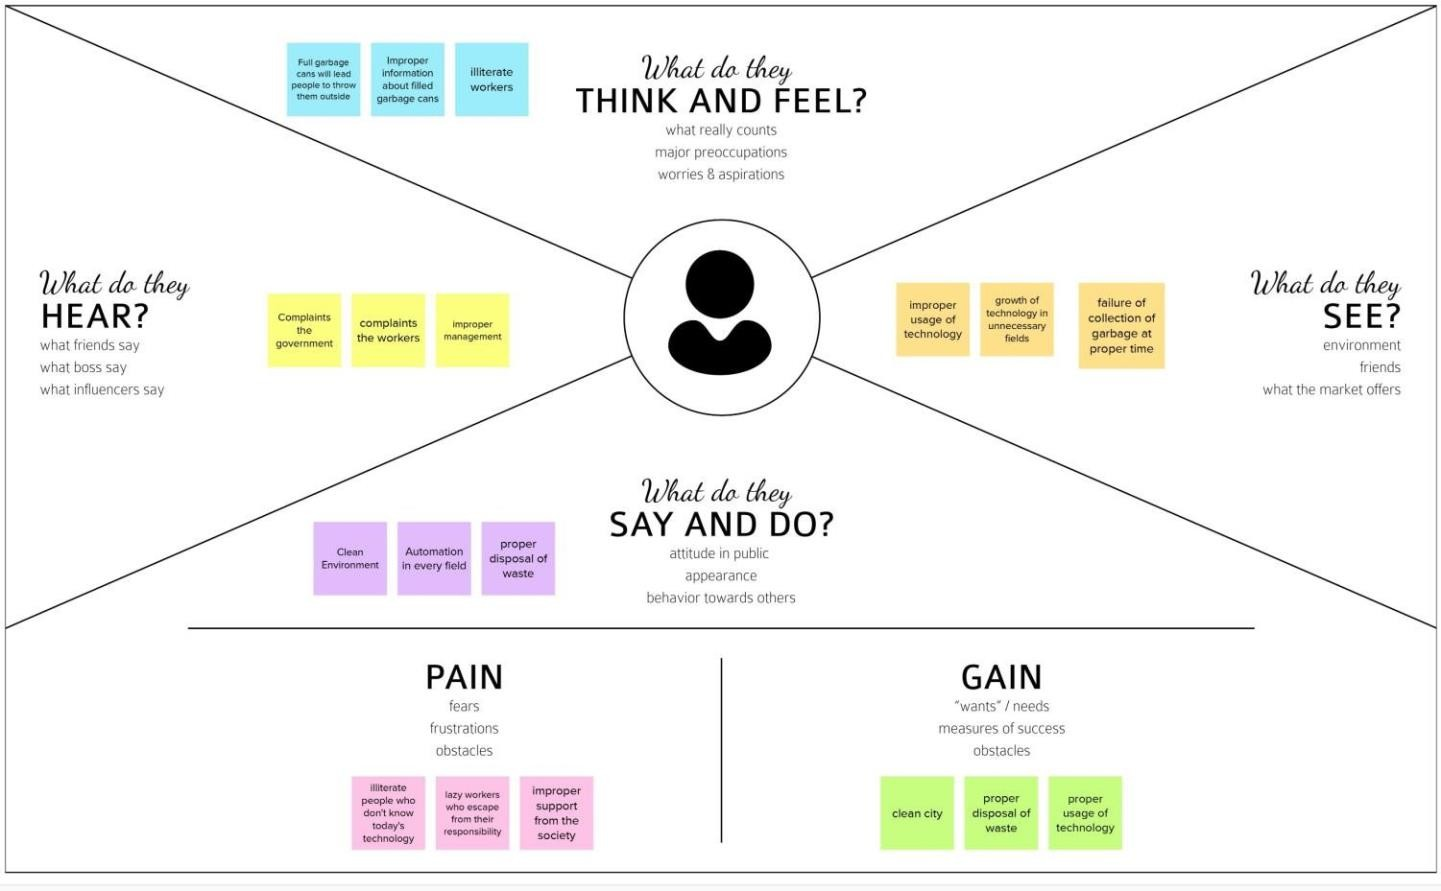 Full garbage
cans will lead
people to throw
them outside
Improper
information
about filled
garbage cans
illiterate
workers
What do they
THINK AND FEEL?
what really counts
major preoccupations
worries & aspirations
What do they
HEAR?
what friends say
what boss say
what influencers say
Complaints
the
government
complaints
the workers
improper
management
improper
usage of
technology
growth of
technology in
unnecessary
fields
failure of
collection of
garbage at
proper time
What do they
SEE?
environment
friends
what the market offers
What do they
SAY AND DO?
attitude in public
appearance
behavior towards others
Clean
Environment
Automation
in every field
proper
disposal of
waste
PAIN
fears
frustrations
obstacles
illiterate
people who
don't know
today's
technology
lazy workers
who escape
from their
responsibility
improper
support
from the
society
GAIN
“wants” / needs
measures of success
obstacles
clean city
proper
disposal of
waste
proper
usage of
technology